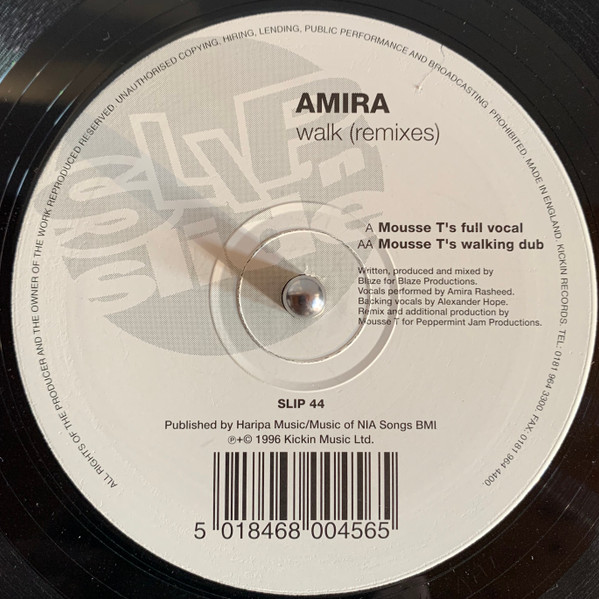 ALL RIGHTS OF THE PRODUCER AND THE OWNER OF THE WORK REPRODUCED RESERVED. UNAUTHORISED COPYING, HIRING, LENDING, PUBLIC PERFORMANCE AND BROADCASTING PROHIBITED. MADE IN ENGLAND. KICKIN RECORDS. TEL: 0181 964 3300. FAX: 0181 964 4400.
SLIP
'n'
SLIDE
AMIRA
walk (remixes)
A Mousse T's full vocal
AA Mousse T's walking dub
Written, produced and mixed by
Blaze for Blaze Productions.
Vocals performed by Amira Rasheed.
Backing vocals by Alexander Hope.
Remix and additional production by
Mousse T for Peppermint Jam Productions.
SLIP 44
Published by Haripa Music/Music of NIA Songs BMI
℗+© 1996 Kickin Music Ltd.
5 018468 004565